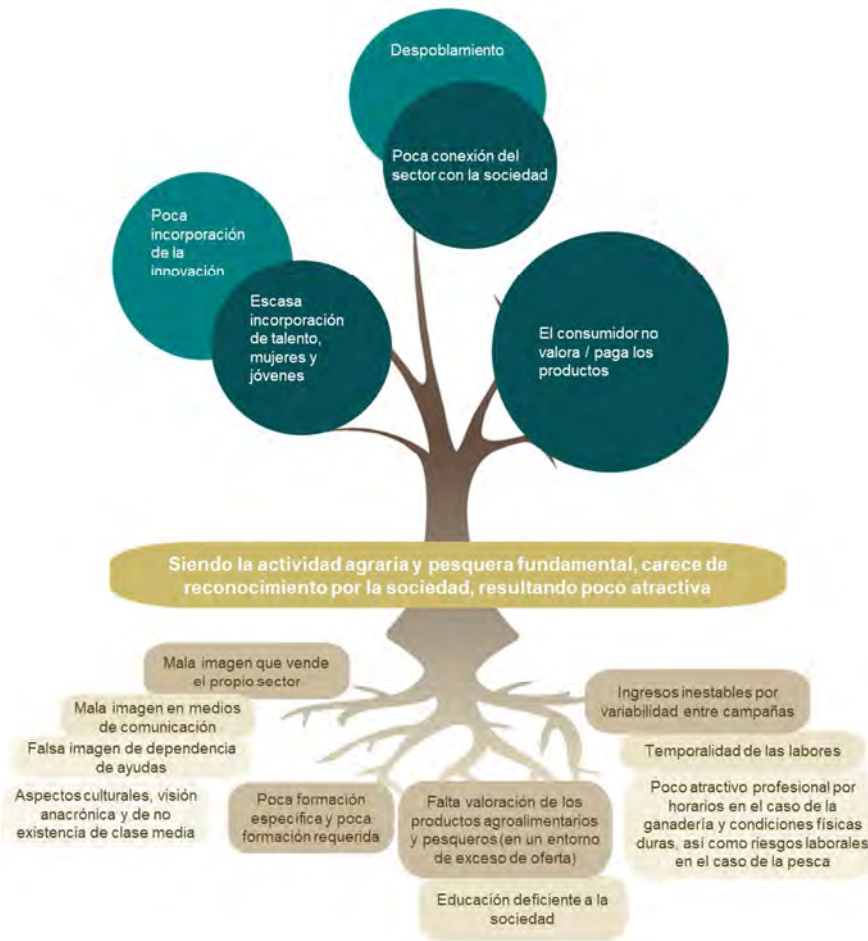 Despoblamiento
Poca conexión del
sector con la sociedad
Poca
incorporación
de la
innovación
Escasa
incorporación
de talento,
mujeres y
jóvenes
El consumidor no
valora / paga los
productos
Siendo la actividad agraria y pesquera fundamental, carece de
reconocimiento por la sociedad, resultando poco atractiva
Mala imagen que vende
el propio sector
Mala imagen en medios
de comunicación
Falsa imagen de dependencia
de ayudas
Aspectos culturales, visión
anacrónica y de no
existencia de clase media
Poca formación
específica y poca
formación requerida
Falta valoración de los
productos agroalimentarios
y pesqueros (en un entorno
de exceso de oferta)
Educación deficiente a la
sociedad
Ingresos inestables por
variabilidad entre campañas
Temporalidad de las labores
Poco atractivo profesional por
horarios en el caso de la
ganadería y condiciones físicas
duras, así como riesgos laborales
en el caso de la pesca